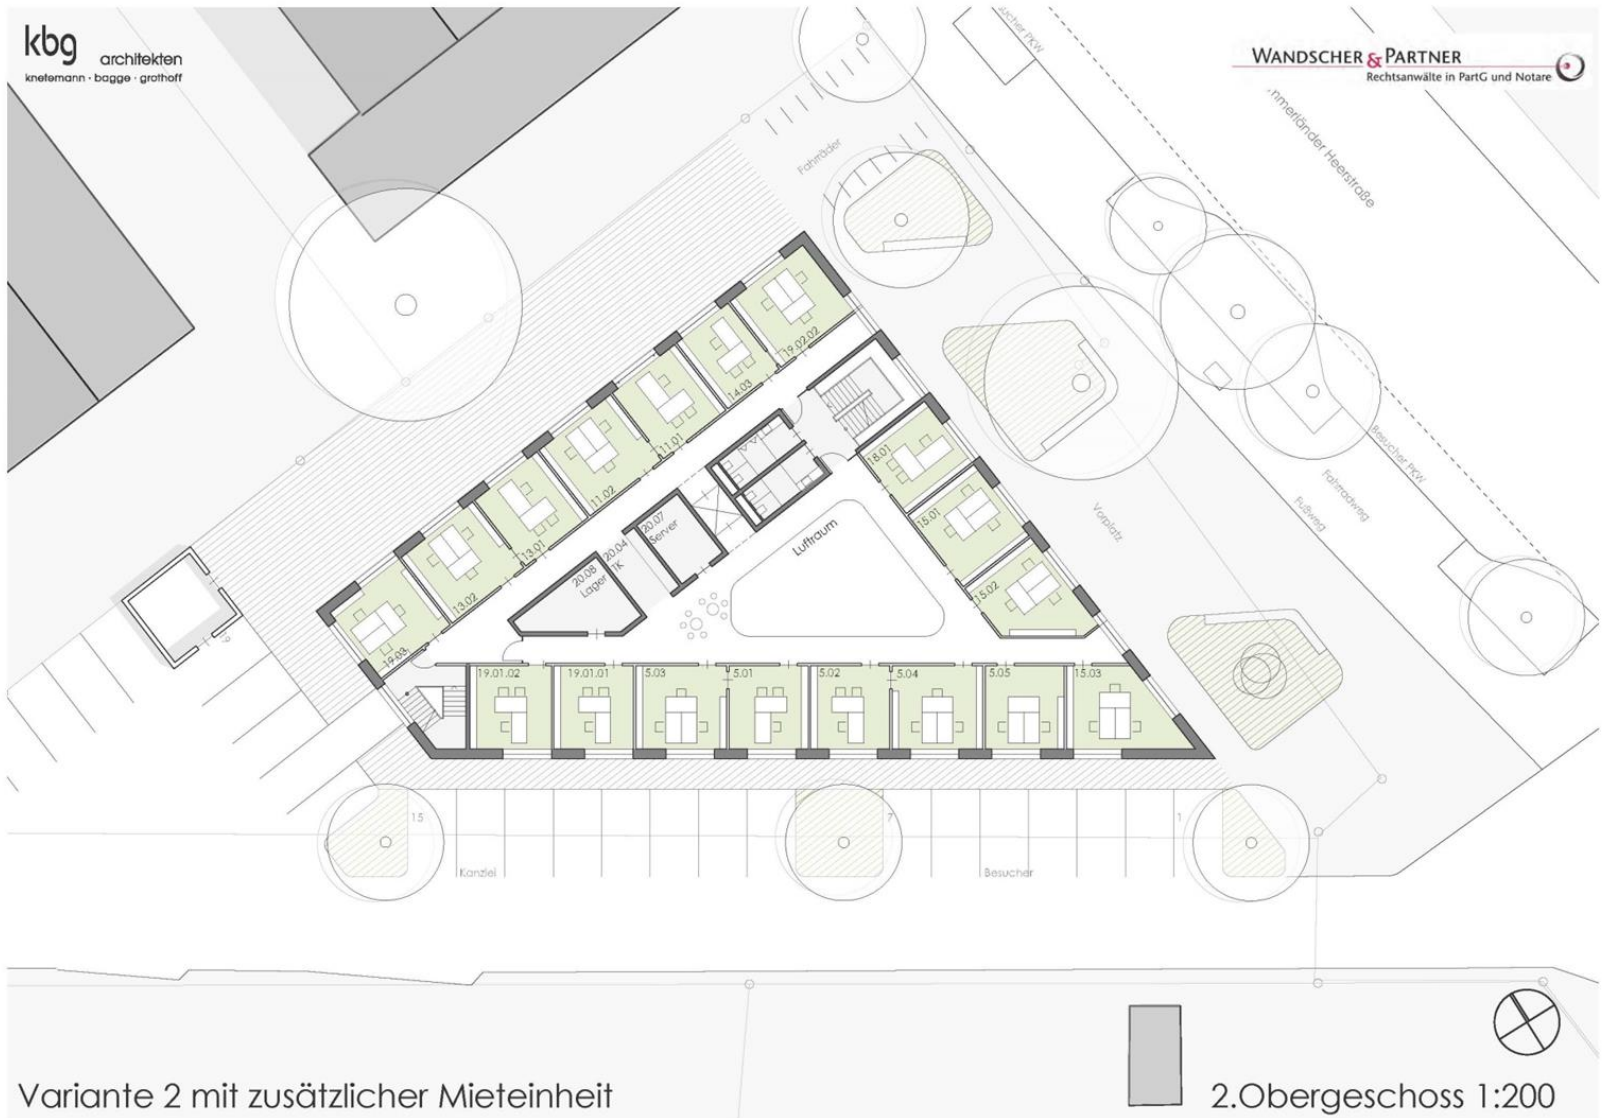 kbg
architekten
knetemann · bagge · grothoff
WANDSCHER & PARTNER
Rechtsanwälte in PartG und Notare
PKW
mmerländer Heerstraße
Fahrräder
Besucher PKW
Fahrradweg
Fußweg
Vorplatz
19.02.02
14.03
11.01
11.02
13.01
13.02
19.03
18.01
15.01
15.02
20.07
Server
20.04
TK
20.08
Lager
Luftraum
19.01.02
19.01.01
5.03
5.01
5.02
5.04
5.05
15.03
19
15
7
1
Kanzlei
Besucher
Variante 2 mit zusätzlicher Mieteinheit
2.Obergeschoss 1:200